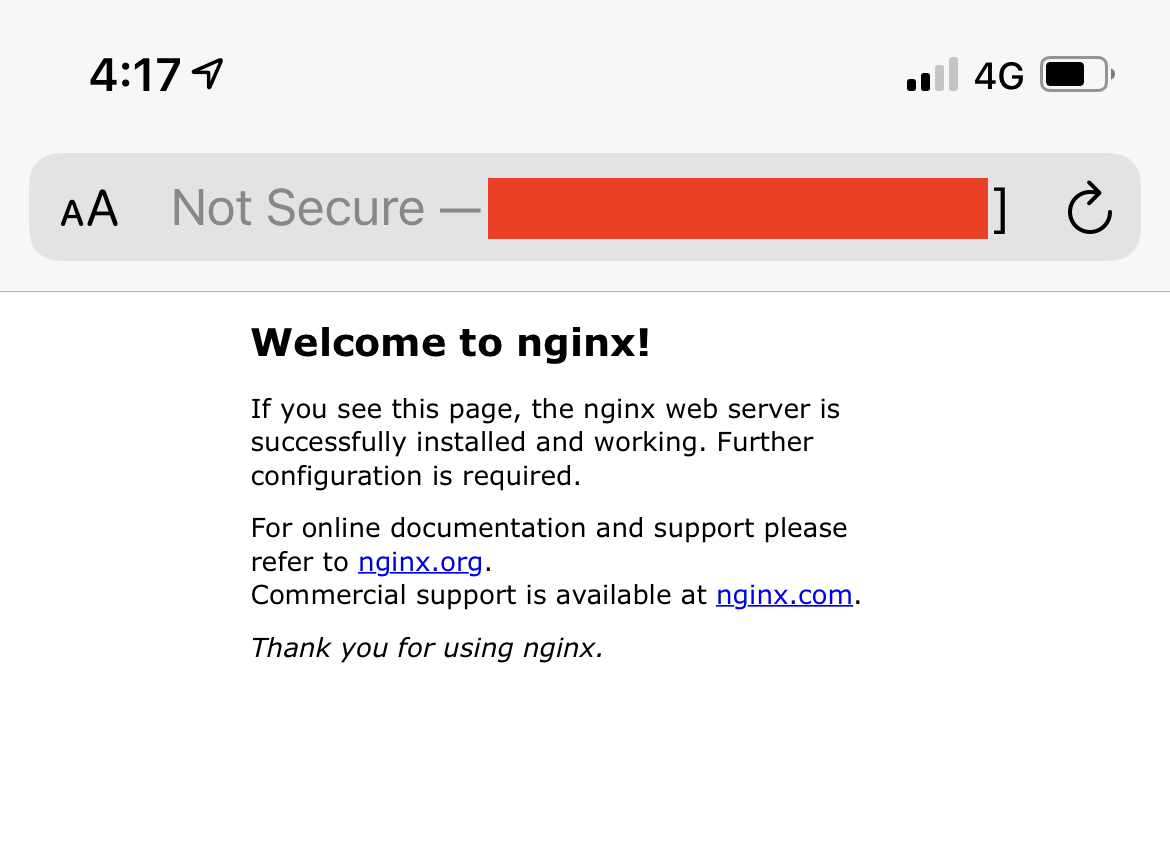 4:17 4G
AA Not Secure — ]
Welcome to nginx!
If you see this page, the nginx web server is
successfully installed and working. Further
configuration is required.
For online documentation and support please
refer to nginx.org.
Commercial support is available at nginx.com.
Thank you for using nginx.